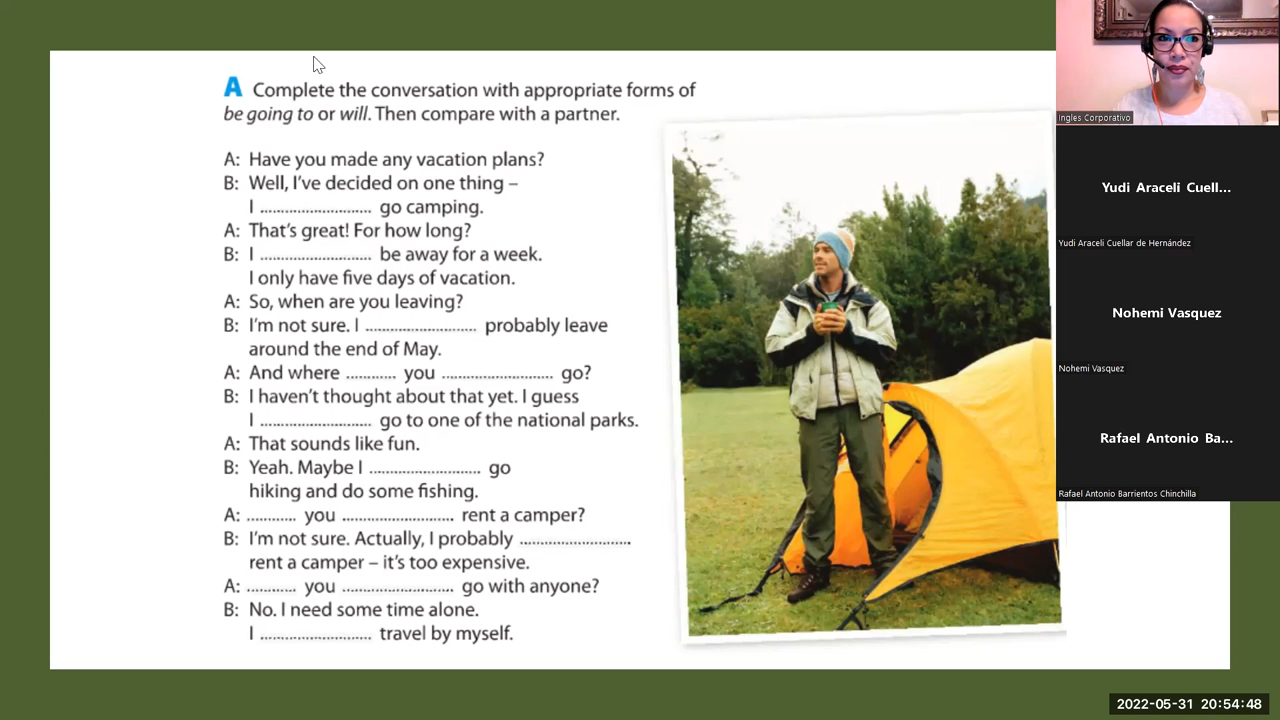 A Complete the conversation with appropriate forms of
be going to or will. Then compare with a partner.
A: Have you made any vacation plans?
B: Well, I've decided on one thing –
I ............................ go camping.
A: That's great! For how long?
B: I ............................ be away for a week.
I only have five days of vacation.
A: So, when are you leaving?
B: I'm not sure. I ............................ probably leave
around the end of May.
A: And where ............ you ............................ go?
B: I haven't thought about that yet. I guess
I ............................ go to one of the national parks.
A: That sounds like fun.
B: Yeah. Maybe I ............................ go
hiking and do some fishing.
A: ............ you ............................ rent a camper?
B: I'm not sure. Actually, I probably ............................
rent a camper – it's too expensive.
A: ............ you ............................ go with anyone?
B: No. I need some time alone.
I ............................ travel by myself.
Ingles Corporativo
Yudi Araceli Cuell...
Yudi Araceli Cuellar de Hernández
Nohemi Vasquez
Nohemi Vasquez
Rafael Antonio Ba...
Rafael Antonio Barrientos Chinchilla
2022-05-31 20:54:48